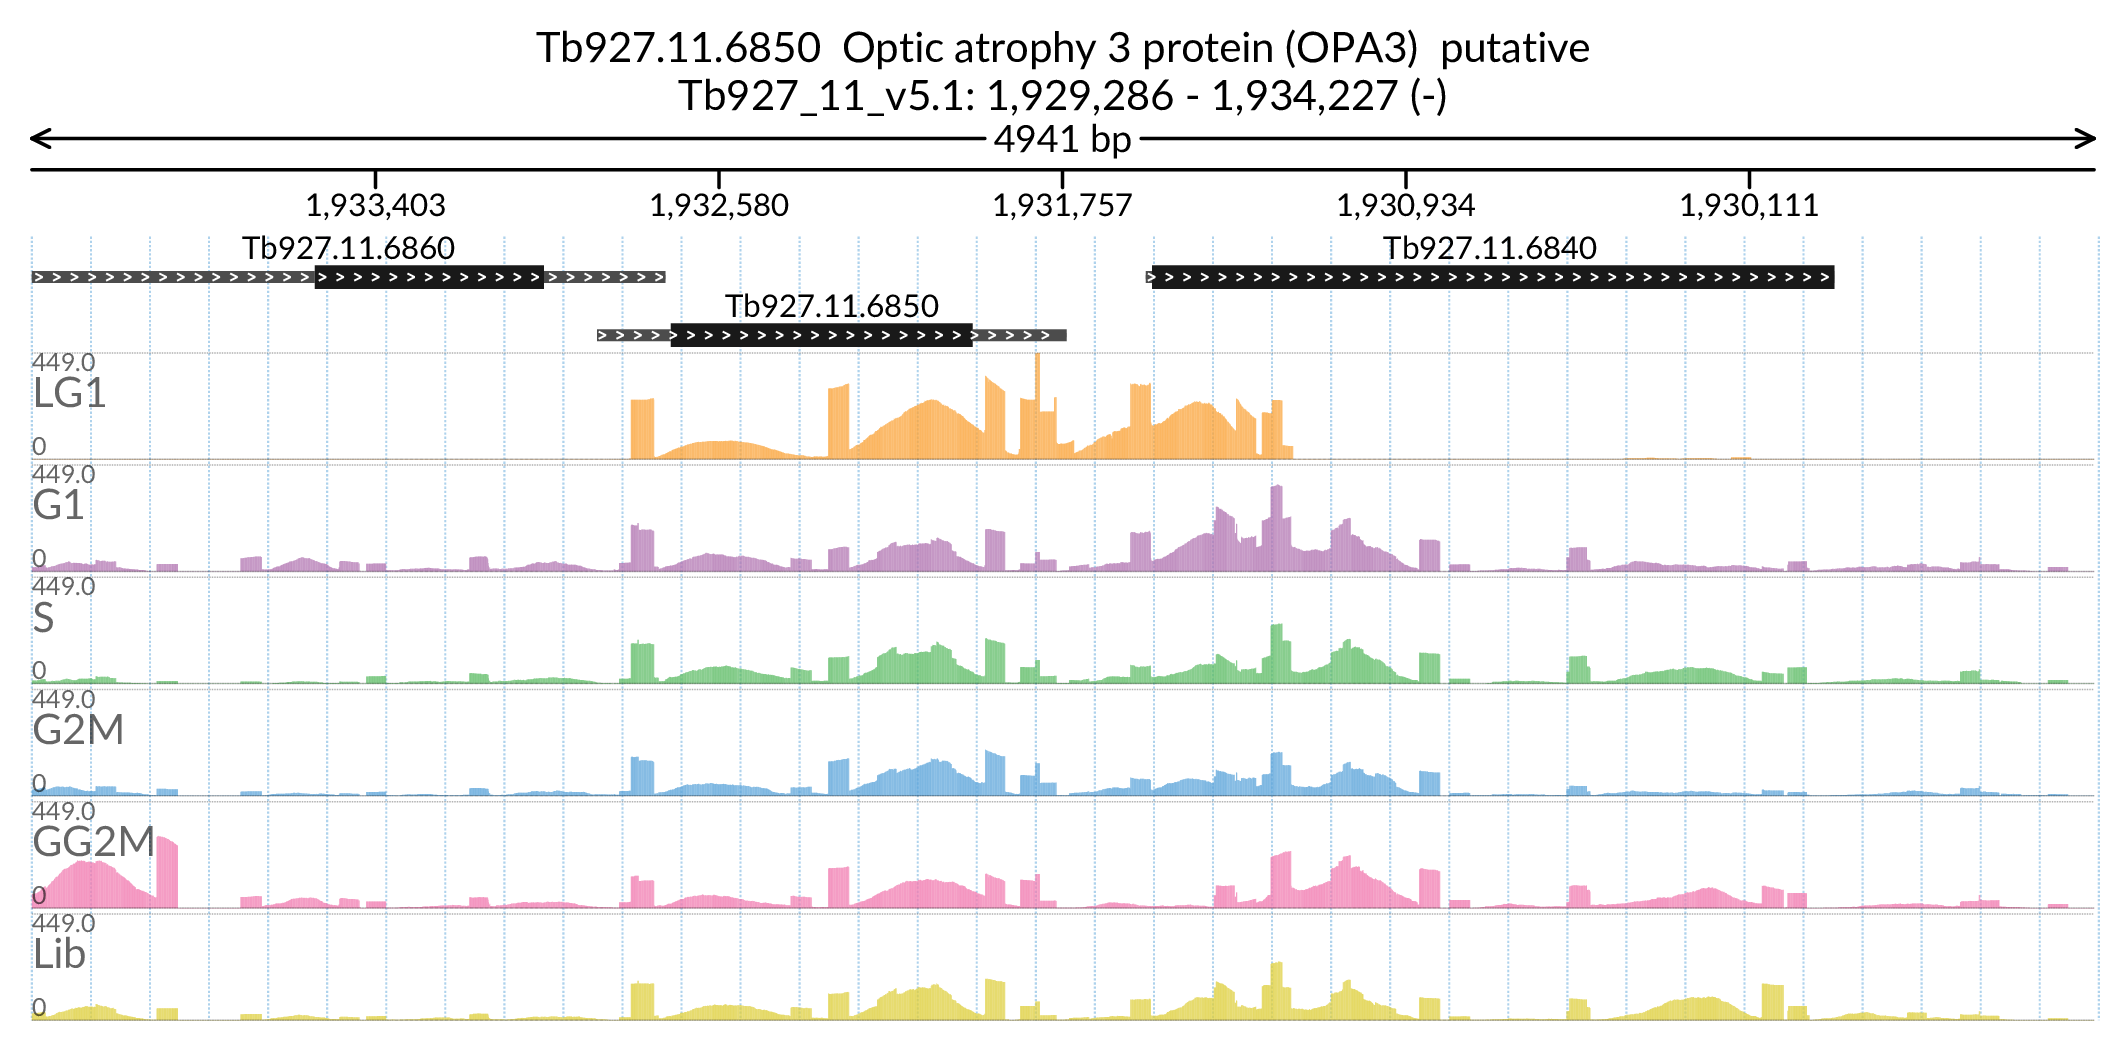 Tb927.11.6850 Optic atrophy 3 protein (OPA3) putative
Tb927_11_v5.1: 1,929,286 - 1,934,227 (-)
4941 bp
1,933,403 1,932,580 1,931,757 1,930,934 1,930,111
Tb927.11.6860 Tb927.11.6840
Tb927.11.6850
449.0
LG1
0
449.0
G1
0
449.0
S
0
449.0
G2M
0
449.0
GG2M
0
449.0
Lib
0